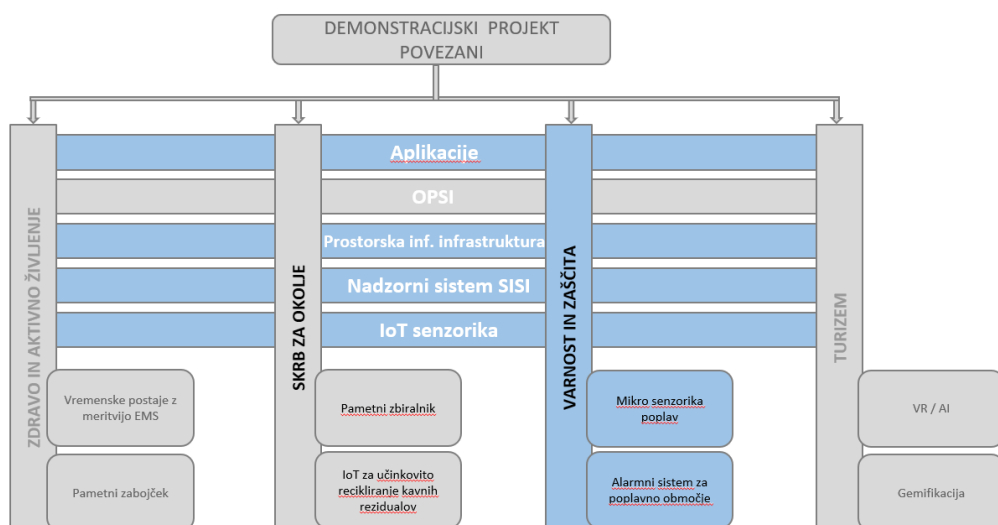 DEMONSTRACIJSKI PROJEKT
POVEZANI
ZDRAVO IN AKTIVNO ŽIVLJENJE
SKRB ZA OKOLJE
VARNOST IN ZAŠČITA
TURIZEM
Aplikacije
OPSI
Prostorska inf. infrastruktura
Nadzorni sistem SISI
IoT senzorika
Vremenske postaje z
meritvijo EMS
Pametni zbiralnik
Mikro senzorika
poplav
VR / AI
Pametni zabojček
IoT za učinkovito
recikliranje kavnih
rezidualov
Alarmni sistem za
poplavno območje
Gemifikacija